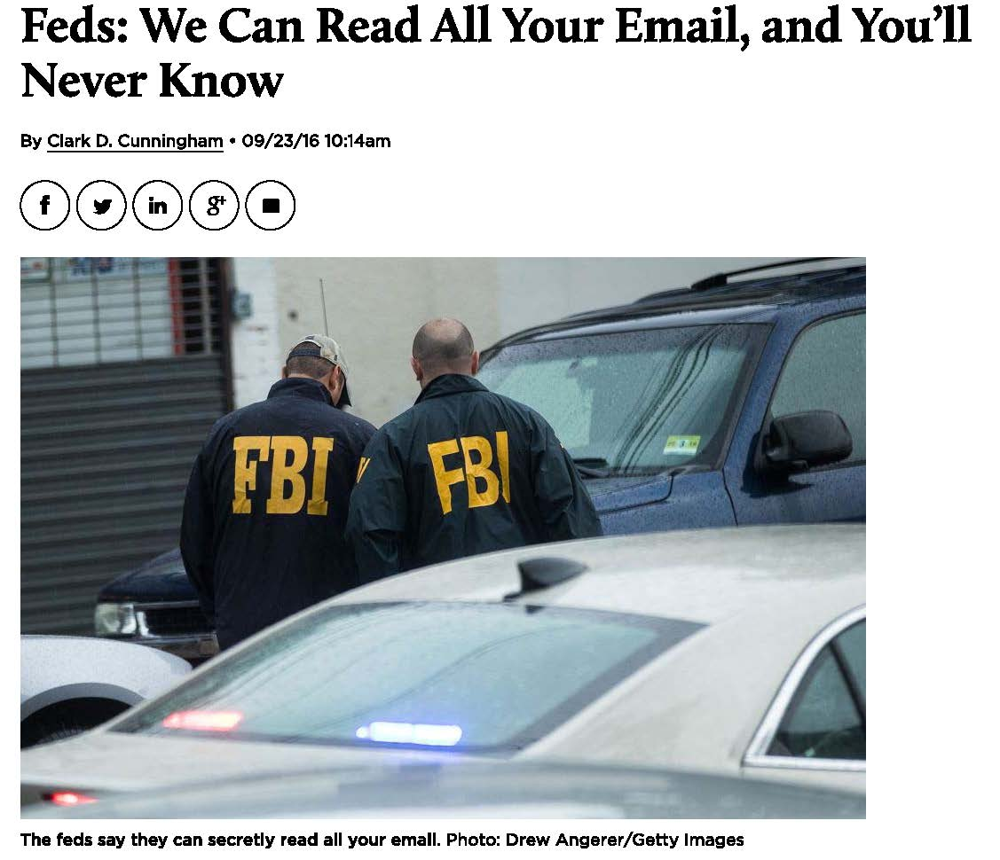 Feds: We Can Read All Your Email, and You’ll
Never Know
By Clark D. Cunningham • 09/23/16 10:14am
f in g+
FBI FBI
The feds say they can secretly read all your email. Photo: Drew Angerer/Getty Images